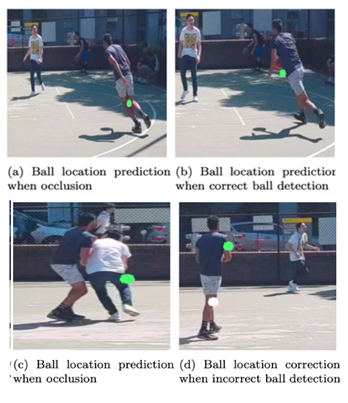 (a) Ball location prediction
when occlusion
(b) Ball location prediction
when correct ball detection
(c) Ball location prediction
when occlusion
(d) Ball location correction
when incorrect ball detection